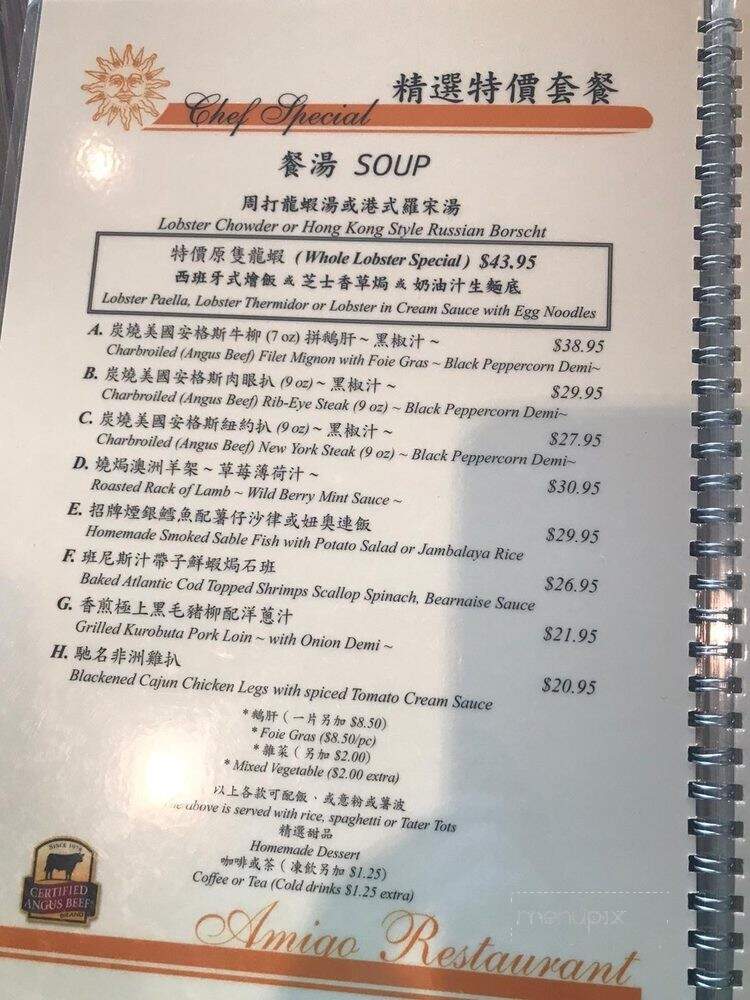 精選特價套餐
Chef Special
餐湯 SOUP
周打龍蝦湯或港式羅宋湯
Lobster Chowder or Hong Kong Style Russian Borscht
特價原隻龍蝦 (Whole Lobster Special) $43.95
西班牙式燴飯 或 芝士香草焗 或 奶油汁生麵底
Lobster Paella, Lobster Thermidor or Lobster in Cream Sauce with Egg Noodles
A. 炭燒美國安格斯牛柳 (7 oz) 拼鵝肝 ~ 黑椒汁 ~ $38.95
Charbroiled (Angus Beef) Filet Mignon with Foie Gras ~ Black Peppercorn Demi~
B. 炭燒美國安格斯肉眼扒 (9 oz) ~ 黑椒汁 ~ $29.95
Charbroiled (Angus Beef) Rib-Eye Steak (9 oz) ~ Black Peppercorn Demi~
C. 炭燒美國安格斯紐約扒 (9 oz) ~ 黑椒汁 ~ $27.95
Charbroiled (Angus Beef) New York Steak (9 oz) ~ Black Peppercorn Demi~
D. 燒焗澳洲羊架 ~ 草莓薄荷汁 ~ $30.95
Roasted Rack of Lamb ~ Wild Berry Mint Sauce ~
E. 招牌煙銀鱈魚配薯仔沙律或妞奧連飯 $29.95
Homemade Smoked Sable Fish with Potato Salad or Jambalaya Rice
F. 班尼斯汁帶子鮮蝦焗石班 $26.95
Baked Atlantic Cod Topped Shrimps Scallop Spinach, Bearnaise Sauce
G. 香煎極上黑毛豬柳配洋蔥汁 $21.95
Grilled Kurobuta Pork Loin ~ with Onion Demi ~
H. 馳名非洲雞扒 $20.95
Blackened Cajun Chicken Legs with spiced Tomato Cream Sauce
* 鵝肝 ( 一片另加 $8.50)
* Foie Gras ($8.50/pc)
* 雜菜 ( 另加 $2.00)
* Mixed Vegetable ($2.00 extra)
以上各款可配飯、或意粉或薯波
above is served with rice, spaghetti or Tater Tots
精選甜品
Homemade Dessert
咖啡或茶 ( 凍飲另加 $1.25)
Coffee or Tea (Cold drinks $1.25 extra)
SINCE 1978
CERTIFIED
ANGUS BEEF
BRAND
Amigo Restaurant
menupix